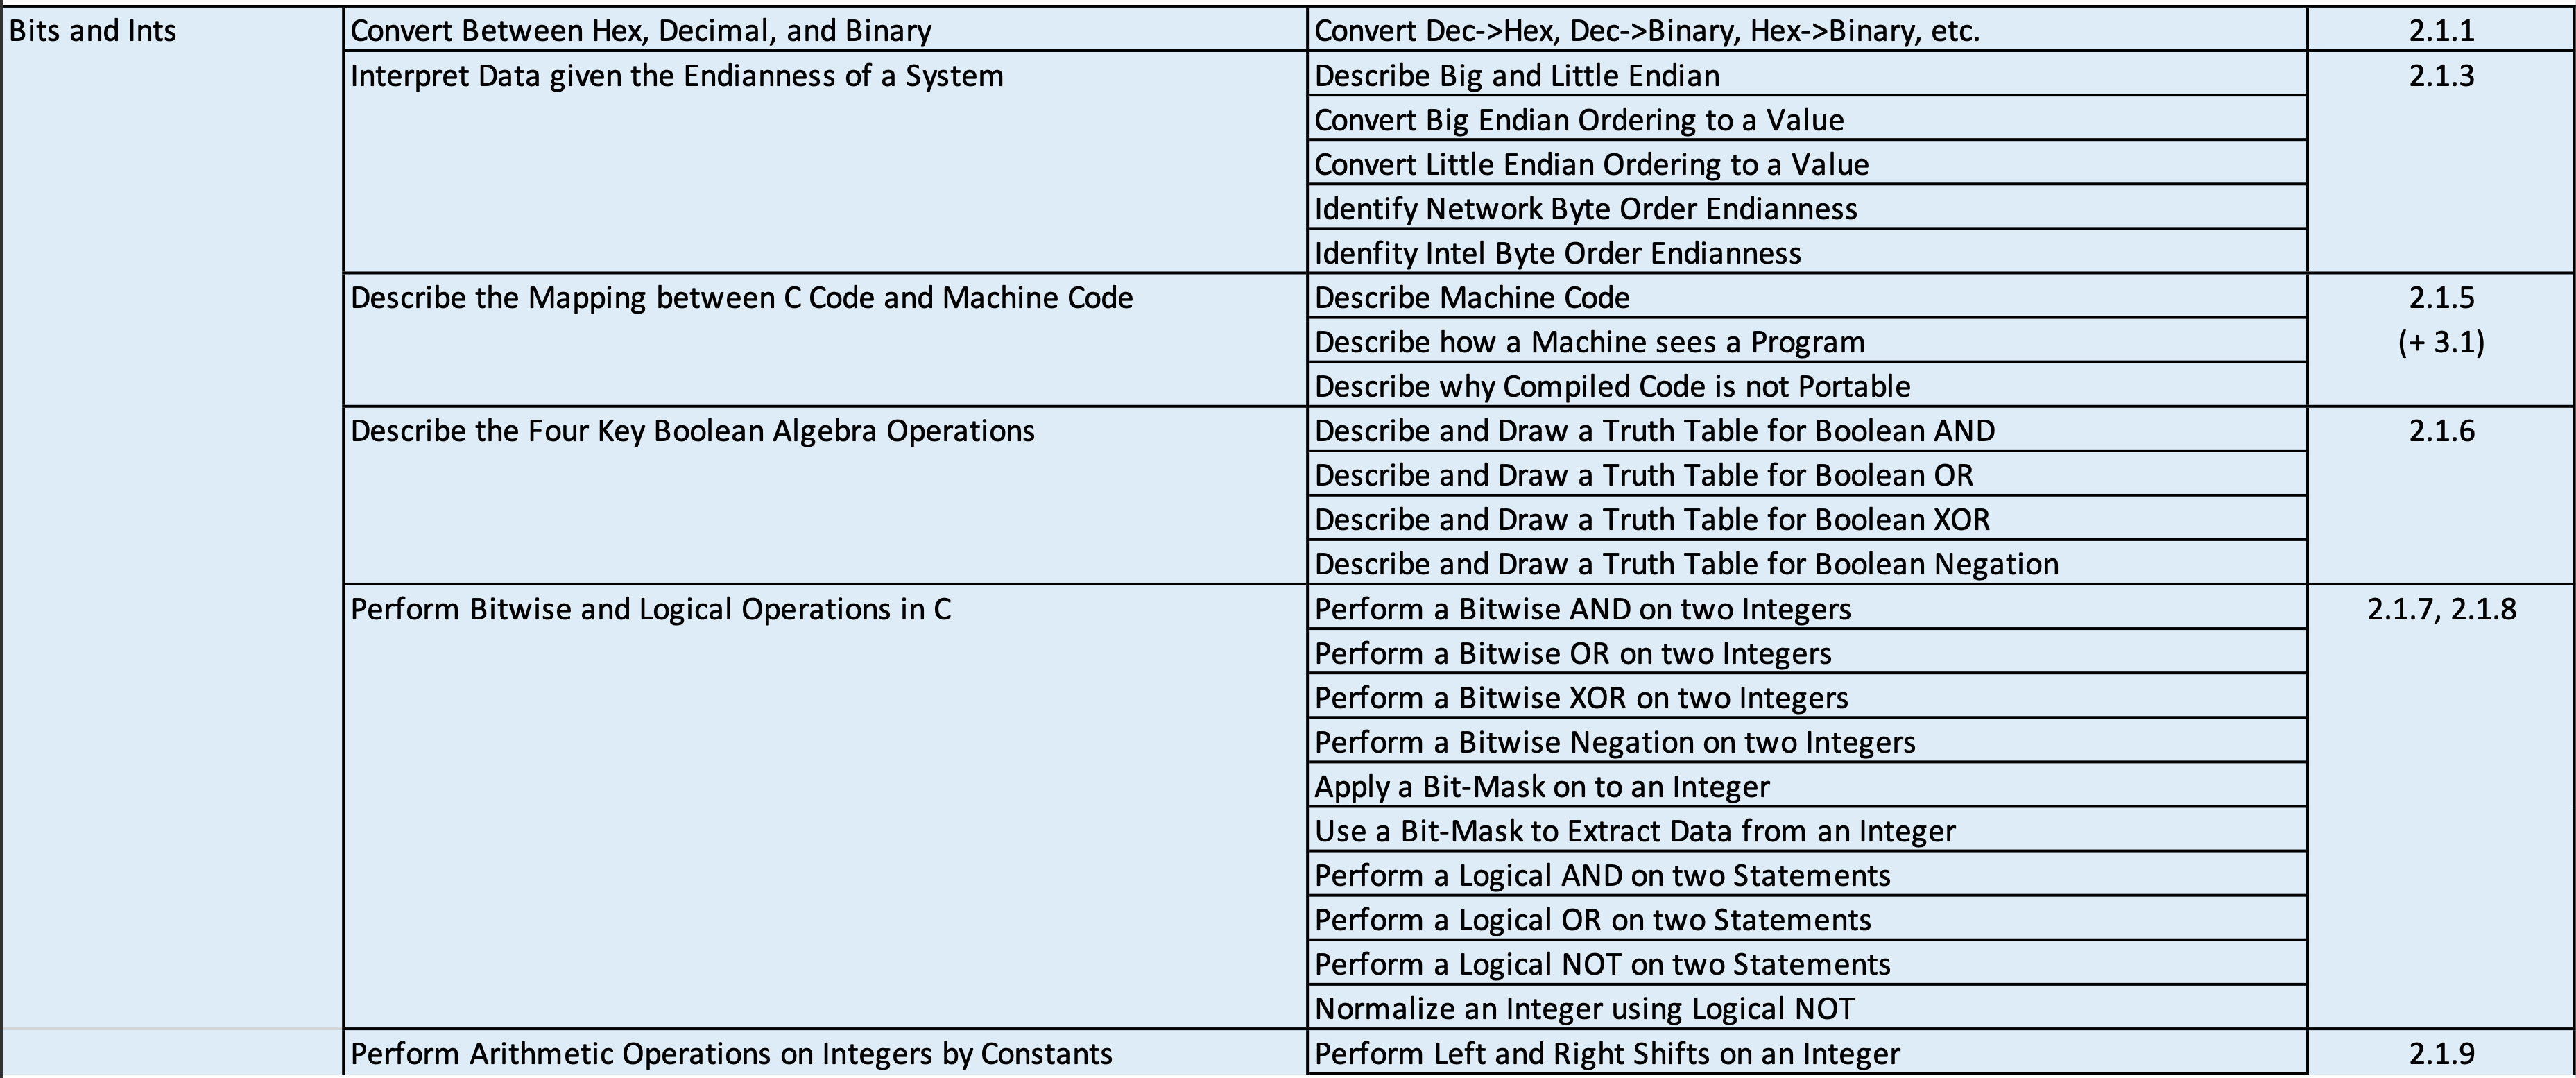 Bits and Ints
Convert Between Hex, Decimal, and Binary
Convert Dec->Hex, Dec->Binary, Hex->Binary, etc.
2.1.1
Interpret Data given the Endianness of a System
Describe Big and Little Endian
2.1.3
Convert Big Endian Ordering to a Value
Convert Little Endian Ordering to a Value
Identify Network Byte Order Endianness
Idenfity Intel Byte Order Endianness
Describe the Mapping between C Code and Machine Code
Describe Machine Code
2.1.5
Describe how a Machine sees a Program
(+ 3.1)
Describe why Compiled Code is not Portable
Describe the Four Key Boolean Algebra Operations
Describe and Draw a Truth Table for Boolean AND
2.1.6
Describe and Draw a Truth Table for Boolean OR
Describe and Draw a Truth Table for Boolean XOR
Describe and Draw a Truth Table for Boolean Negation
Perform Bitwise and Logical Operations in C
Perform a Bitwise AND on two Integers
2.1.7, 2.1.8
Perform a Bitwise OR on two Integers
Perform a Bitwise XOR on two Integers
Perform a Bitwise Negation on two Integers
Apply a Bit-Mask on to an Integer
Use a Bit-Mask to Extract Data from an Integer
Perform a Logical AND on two Statements
Perform a Logical OR on two Statements
Perform a Logical NOT on two Statements
Normalize an Integer using Logical NOT
Perform Arithmetic Operations on Integers by Constants
Perform Left and Right Shifts on an Integer
2.1.9